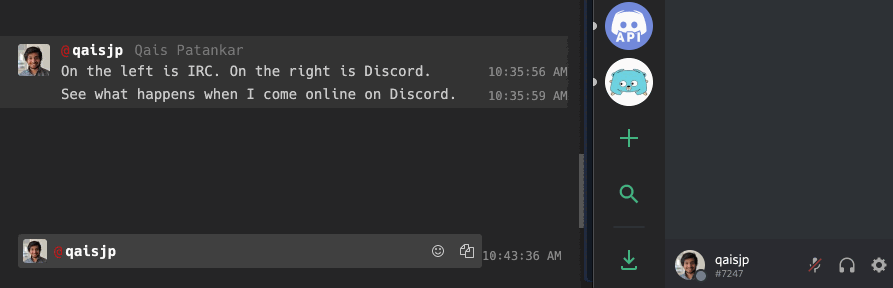 @qaisjp Qais Patankar
On the left is IRC. On the right is Discord. 10:35:56 AM
See what happens when I come online on Discord. 10:35:59 AM
@qaisjp 10:43:36 AM
API
qaisjp
#7247